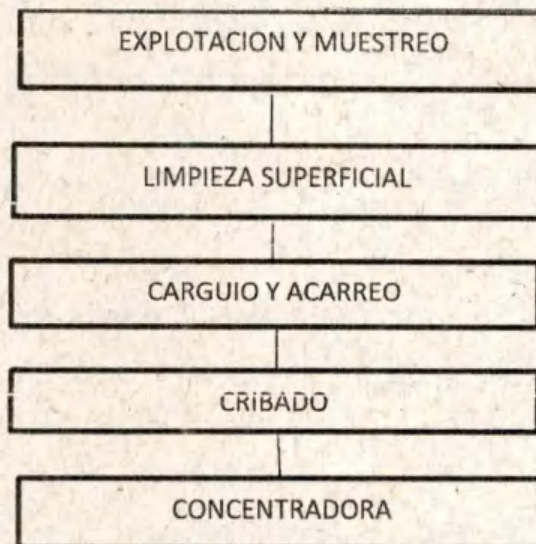 EXPLOTACION Y MUESTREO
LIMPIEZA SUPERFICIAL
CARGUIO Y ACARREO
CRIBADO
CONCENTRADORA